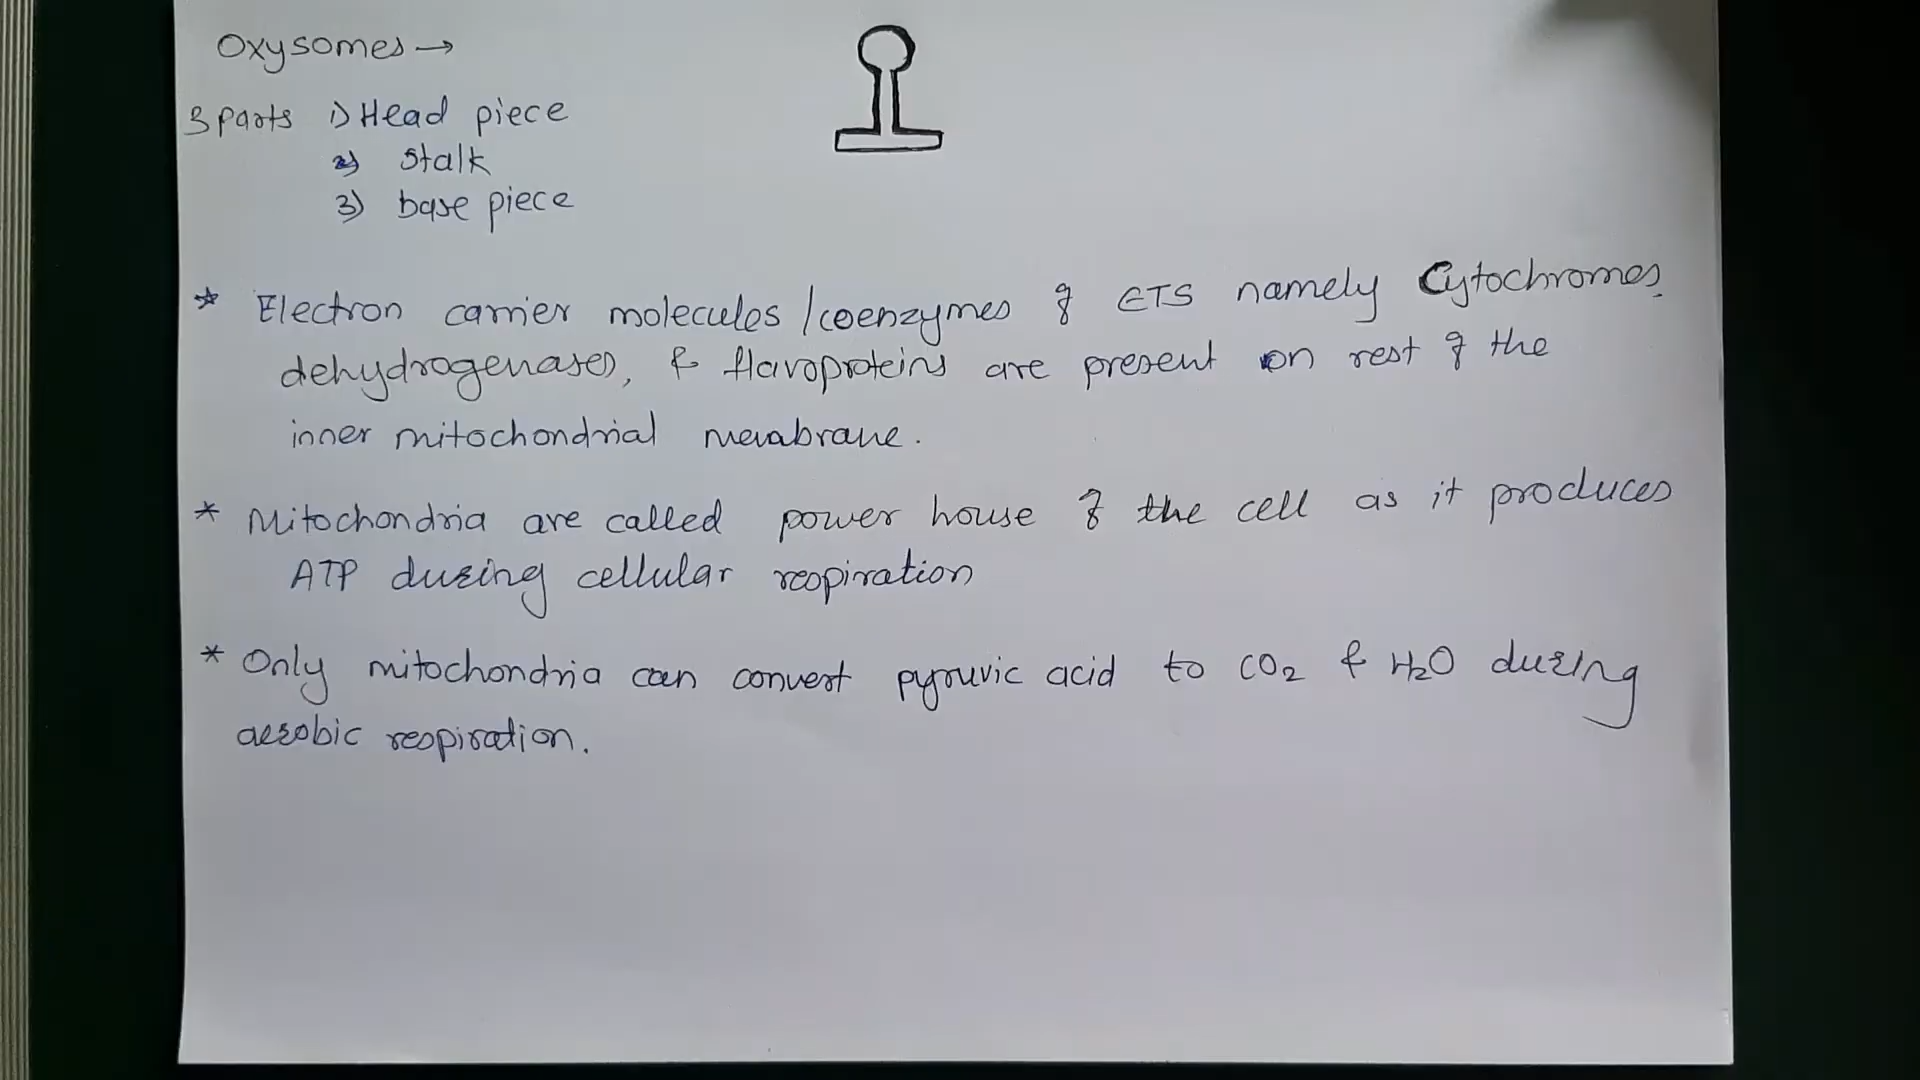 Oxysomes →
3 parts 1) Head piece
2) stalk
3) base piece
* Electron carrier molecules /coenzymes of ETS namely Cytochromes,
dehydrogenases, & flavoproteins are present on rest of the
inner mitochondrial membrane.
* Mitochondria are called power house of the cell as it produces
ATP during cellular respiration
* Only mitochondria can convert pyruvic acid to CO₂ & H₂O during
aerobic respiration.